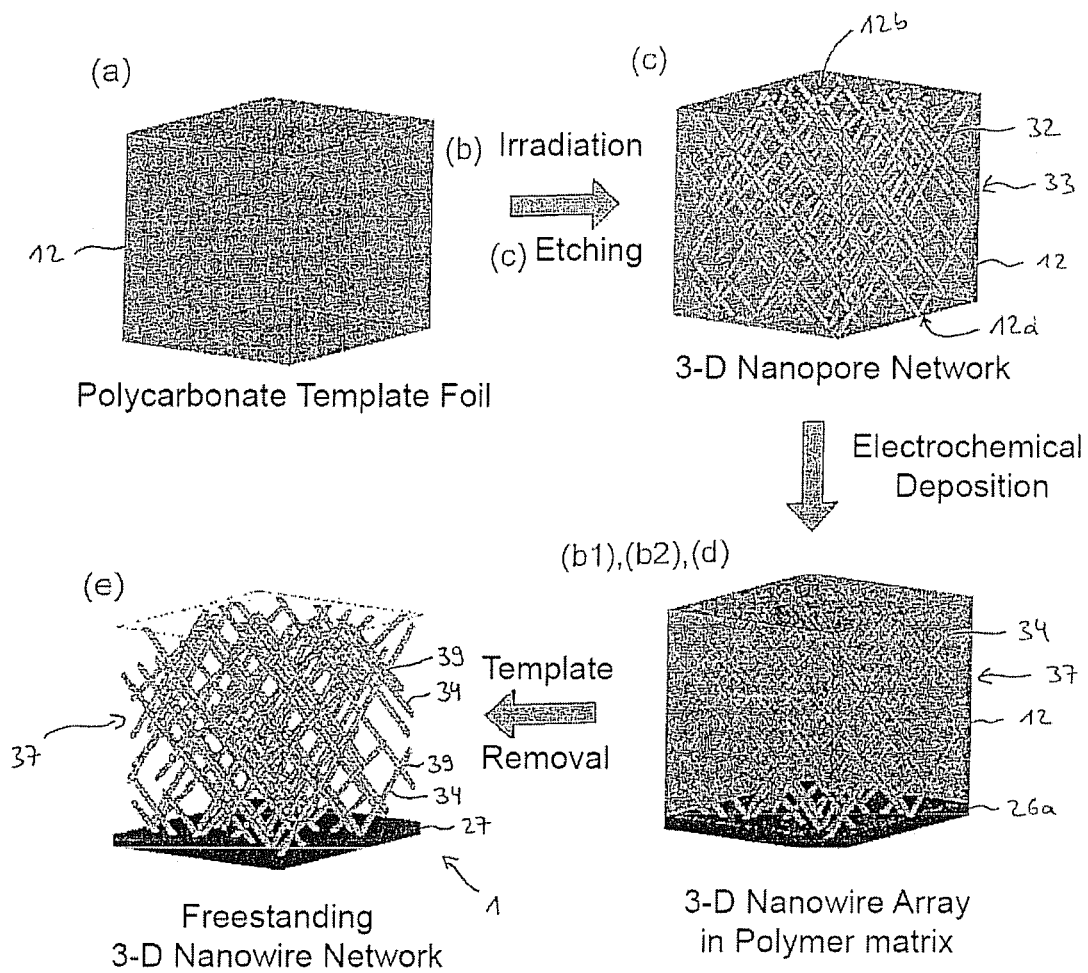 (a)
12
Polycarbonate Template Foil
(b) Irradiation
(c) Etching
(c)
12b
32
33
12
12a
3-D Nanopore Network
Electrochemical
Deposition
(b1),(b2),(d)
34
37
12
26a
3-D Nanowire Array
in Polymer matrix
Template
Removal
(e)
39
34
37
39
34
27
1
Freestanding
3-D Nanowire Network